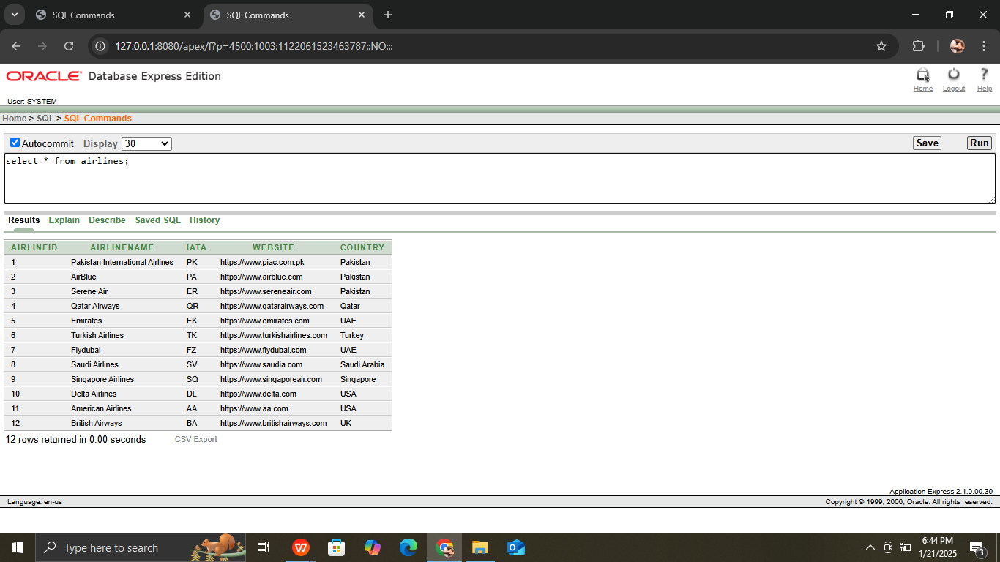 SQL Commands
SQL Commands
127.0.0.1:8080/apex/f?p=4500:1003:1122061523463787::NO:::
ORACLE Database Express Edition
Home Logout Help
User: SYSTEM
Home > SQL > SQL Commands
Autocommit Display 30 Save Run
select * from airlines;
Results Explain Describe Saved SQL History
AIRLINEID AIRLINENAME IATA WEBSITE COUNTRY
1 Pakistan International Airlines PK https://www.piac.com.pk Pakistan
2 AirBlue PA https://www.airblue.com Pakistan
3 Serene Air ER https://www.sereneair.com Pakistan
4 Qatar Airways QR https://www.qatarairways.com Qatar
5 Emirates EK https://www.emirates.com UAE
6 Turkish Airlines TK https://www.turkishairlines.com Turkey
7 Flydubai FZ https://www.flydubai.com UAE
8 Saudi Airlines SV https://www.saudia.com Saudi Arabia
9 Singapore Airlines SQ https://www.singaporeair.com Singapore
10 Delta Airlines DL https://www.delta.com USA
11 American Airlines AA https://www.aa.com USA
12 British Airways BA https://www.britishairways.com UK
12 rows returned in 0.00 seconds CSV Export
Application Express 2.1.0.00.39
Language: en-us Copyright © 1999, 2006, Oracle. All rights reserved.
Type here to search
6:44 PM
1/21/2025
3